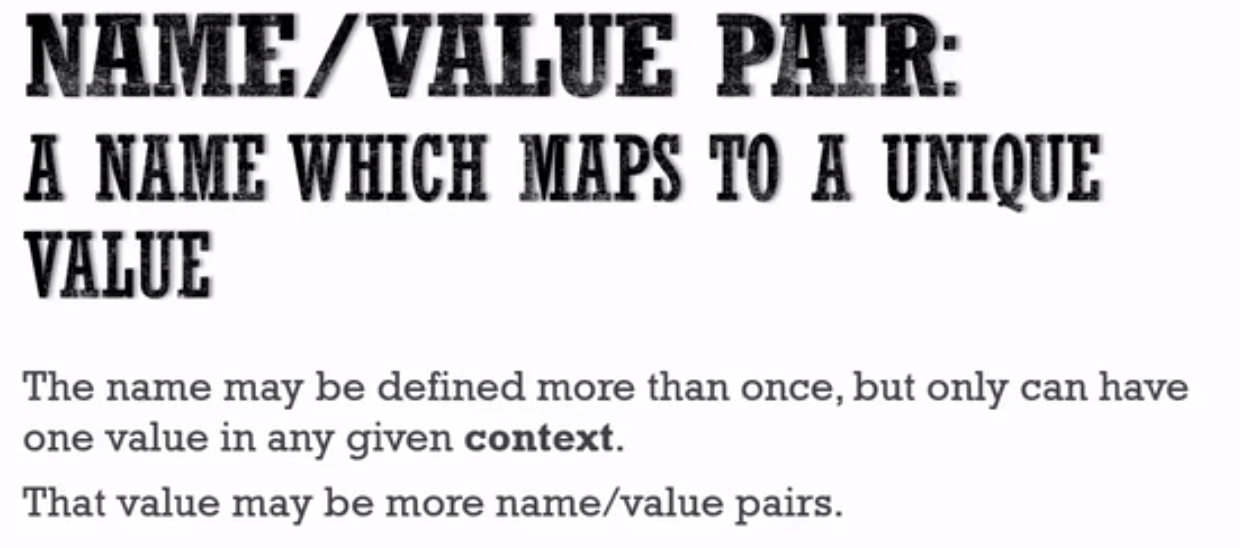 NAME/VALUE PAIR:
A NAME WHICH MAPS TO A UNIQUE
VALUE
The name may be defined more than once, but only can have
one value in any given context.
That value may be more name/value pairs.